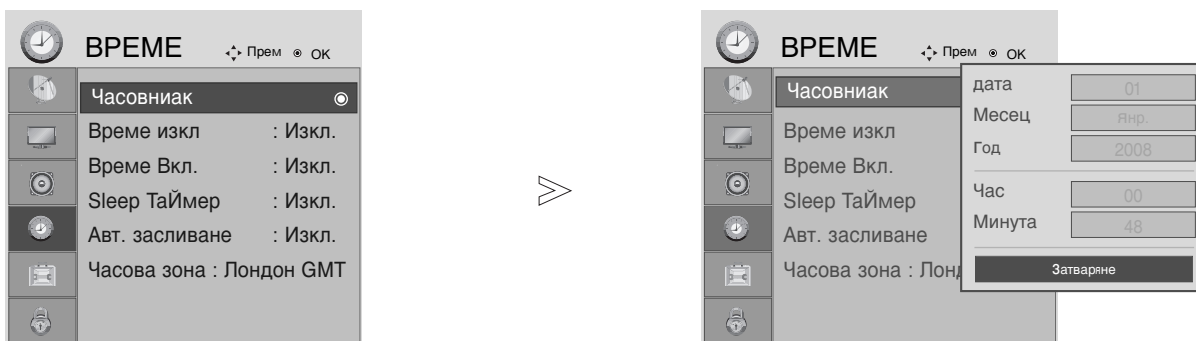 ВРЕМЕ Прем OK
Часовниак
Време изкл : Изкл.
Време Вкл. : Изкл.
Sleep ТаЙмер : Изкл.
Авт. засливане : Изкл.
Часова зона : Лондон GMT
ВРЕМЕ Прем OK
Часовниак
Време изкл
Време Вкл.
Sleep ТаЙмер
Авт. засливане
Часова зона : Лонд
дата 01
Месец Янр.
Год 2008
Час 00
Минута 48
Затваряне